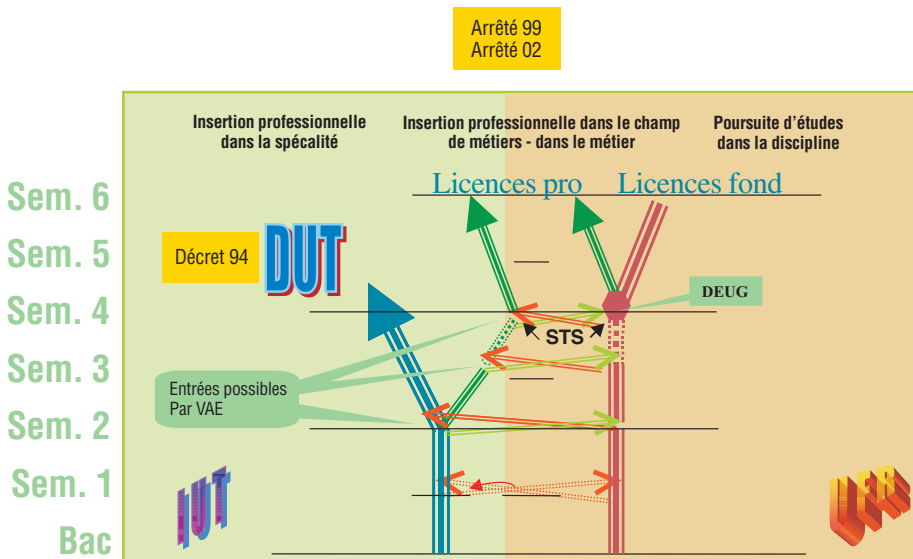 Arrêté 99
Arrêté 02
Insertion professionnelle
dans la spécalité
Insertion professionnelle dans le champ
de métiers - dans le métier
Poursuite d'études
dans la discipline
Licences pro
Licences fond
Sem. 6
Sem. 5
Décret 94
DUT
DEUG
Sem. 4
STS
Sem. 3
Entrées possibles
Par VAE
Sem. 2
Sem. 1
IUT
UFR
Bac